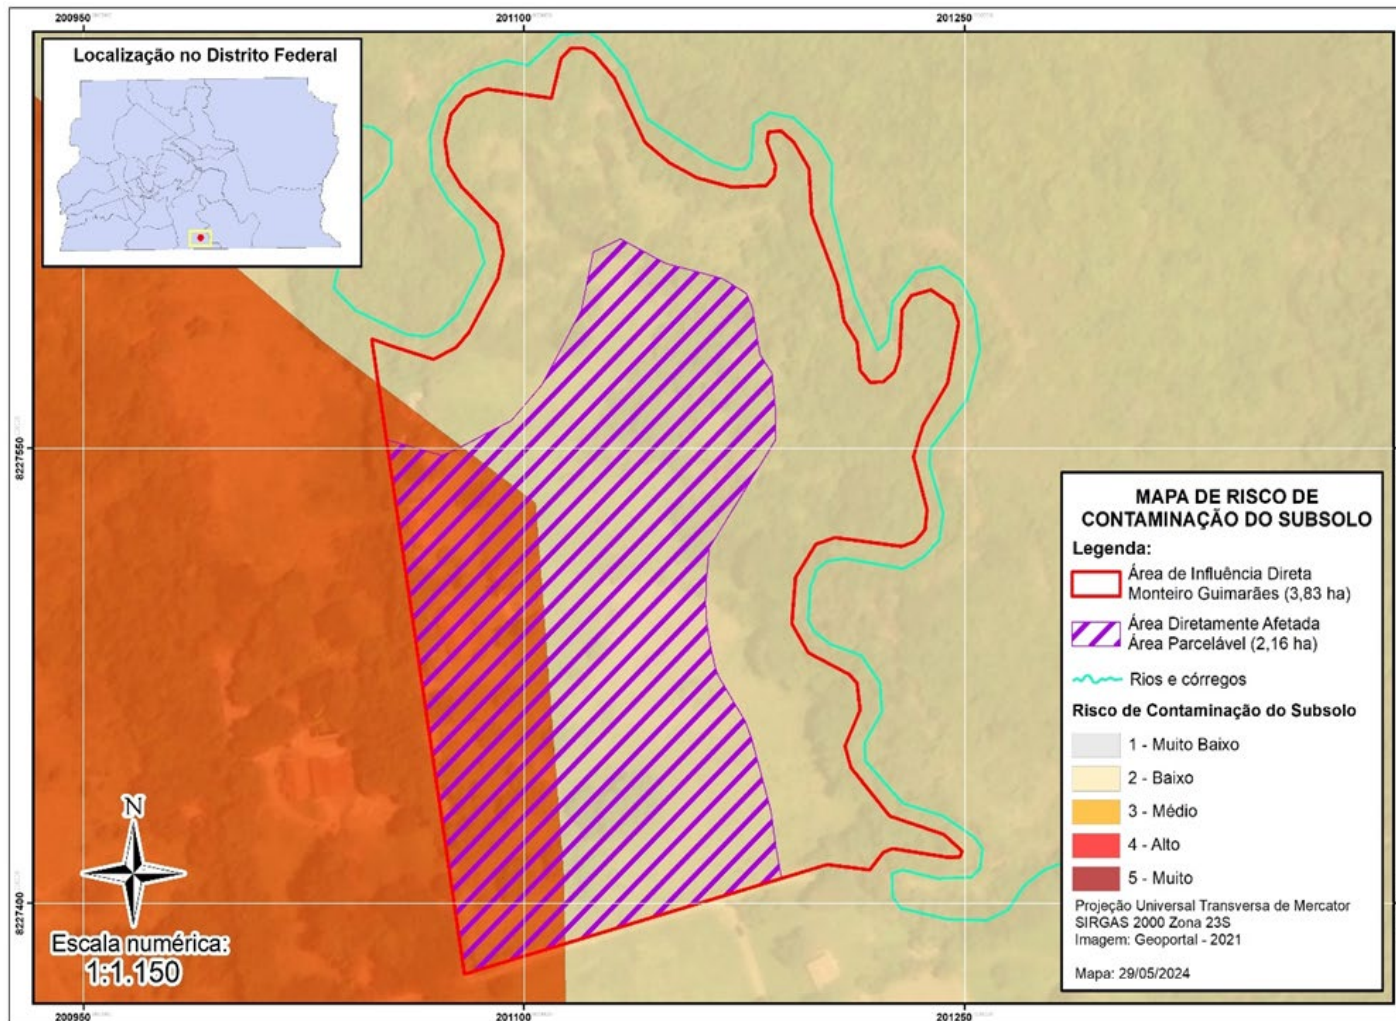 200950
201100
201250
Localização no Distrito Federal
8227550
8227400
N
Escala numérica:
1:1.150
MAPA DE RISCO DE
CONTAMINAÇÃO DO SUBSOLO
Legenda:
Área de Influência Direta
Monteiro Guimarães (3,83 ha)
Área Diretamente Afetada
Área Parcelável (2,16 ha)
Rios e córregos
Risco de Contaminação do Subsolo
1 - Muito Baixo
2 - Baixo
3 - Médio
4 - Alto
5 - Muito
Projeção Universal Transversa de Mercator
SIRGAS 2000 Zona 23S
Imagem: Geoportal - 2021
Mapa: 29/05/2024
200950
201100
201250